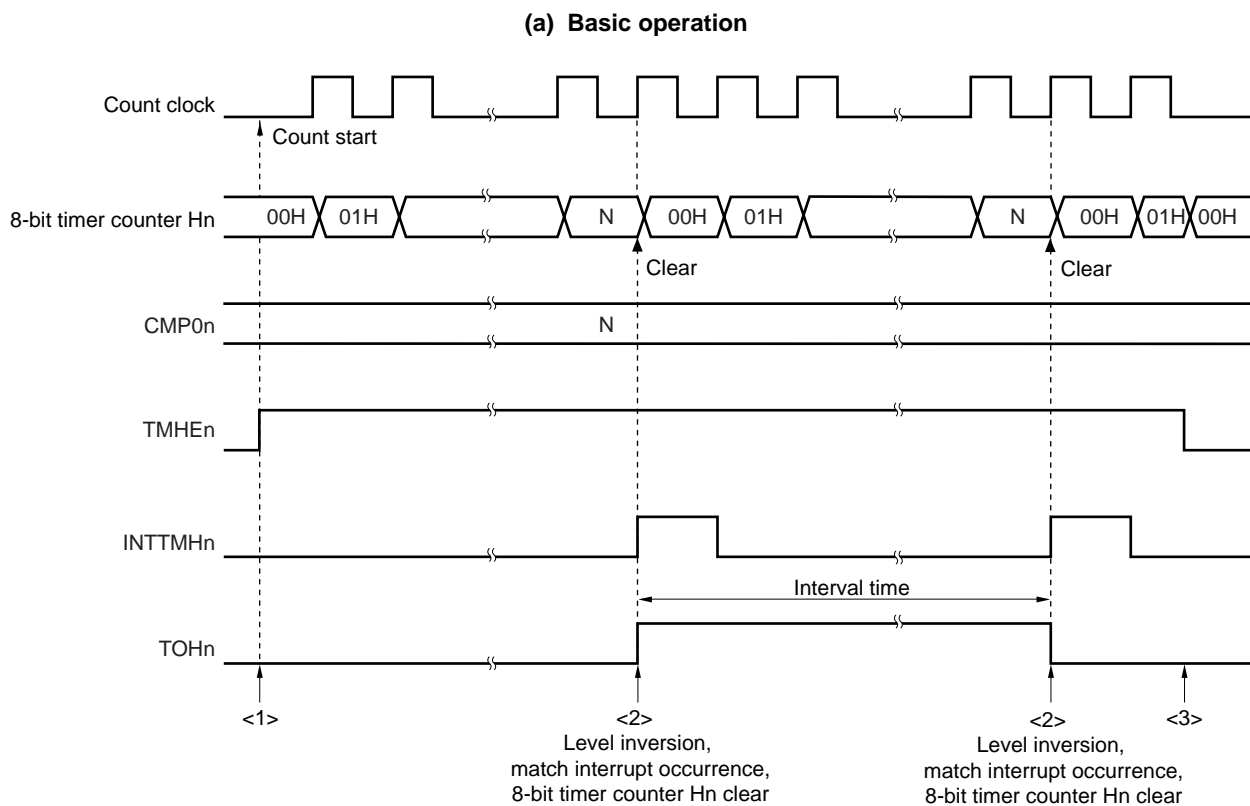 (a) Basic operation
Count clock
Count start
8-bit timer counter Hn
00H 01H N 00H 01H N 00H 01H 00H
Clear Clear
CMP0n N
TMHEn
INTTMHn
Interval time
TOHn
<1> <2> <2> <3>
Level inversion,
match interrupt occurrence,
8-bit timer counter Hn clear
Level inversion,
match interrupt occurrence,
8-bit timer counter Hn clear